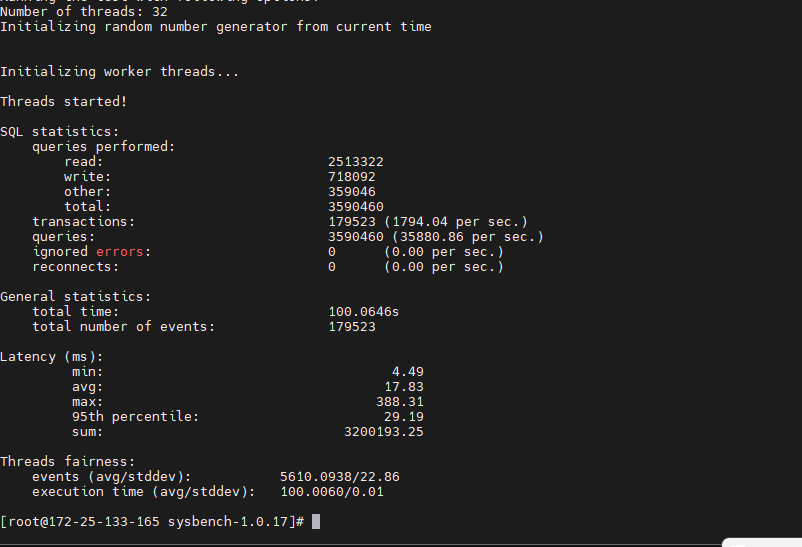 Number of threads: 32
Initializing random number generator from current time
Initializing worker threads...
Threads started!
SQL statistics:
queries performed:
read: 2513322
write: 718092
other: 359046
total: 3590460
transactions: 179523 (1794.04 per sec.)
queries: 3590460 (35880.86 per sec.)
ignored errors: 0 (0.00 per sec.)
reconnects: 0 (0.00 per sec.)
General statistics:
total time: 100.0646s
total number of events: 179523
Latency (ms):
min: 4.49
avg: 17.83
max: 388.31
95th percentile: 29.19
sum: 3200193.25
Threads fairness:
events (avg/stddev): 5610.0938/22.86
execution time (avg/stddev): 100.0060/0.01
[root@172-25-133-165 sysbench-1.0.17]#